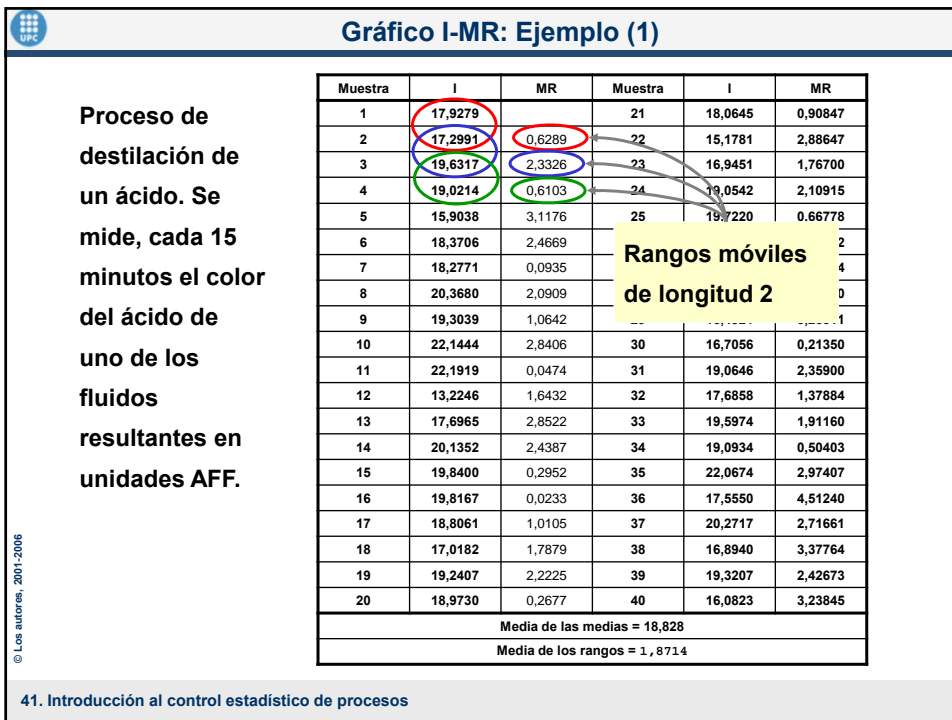 UPC
Gráfico I-MR: Ejemplo (1)
Proceso de
destilación de
un ácido. Se
mide, cada 15
minutos el color
del ácido de
uno de los
fluidos
resultantes en
unidades AFF.
Muestra I MR Muestra I MR
1 17,9279 21 18,0645 0,90847
2 17,2991 0,6289 22 15,1781 2,88647
3 19,6317 2,3326 23 16,9451 1,76700
4 19,0214 0,6103 24 19,0542 2,10915
5 15,9038 3,1176 25 19,7220 0,66778
6 18,3706 2,4669 2
7 18,2771 0,0935 4
8 20,3680 2,0909 0
9 19,3039 1,0642
10 22,1444 2,8406 30 16,7056 0,21350
11 22,1919 0,0474 31 19,0646 2,35900
12 13,2246 1,6432 32 17,6858 1,37884
13 17,6965 2,8522 33 19,5974 1,91160
14 20,1352 2,4387 34 19,0934 0,50403
15 19,8400 0,2952 35 22,0674 2,97407
16 19,8167 0,0233 36 17,5550 4,51240
17 18,8061 1,0105 37 20,2717 2,71661
18 17,0182 1,7879 38 16,8940 3,37764
19 19,2407 2,2225 39 19,3207 2,42673
20 18,9730 0,2677 40 16,0823 3,23845
Media de las medias = 18,828
Media de los rangos = 1,8714
Rangos móviles
de longitud 2
© Los autores, 2001-2006
41. Introducción al control estadístico de procesos